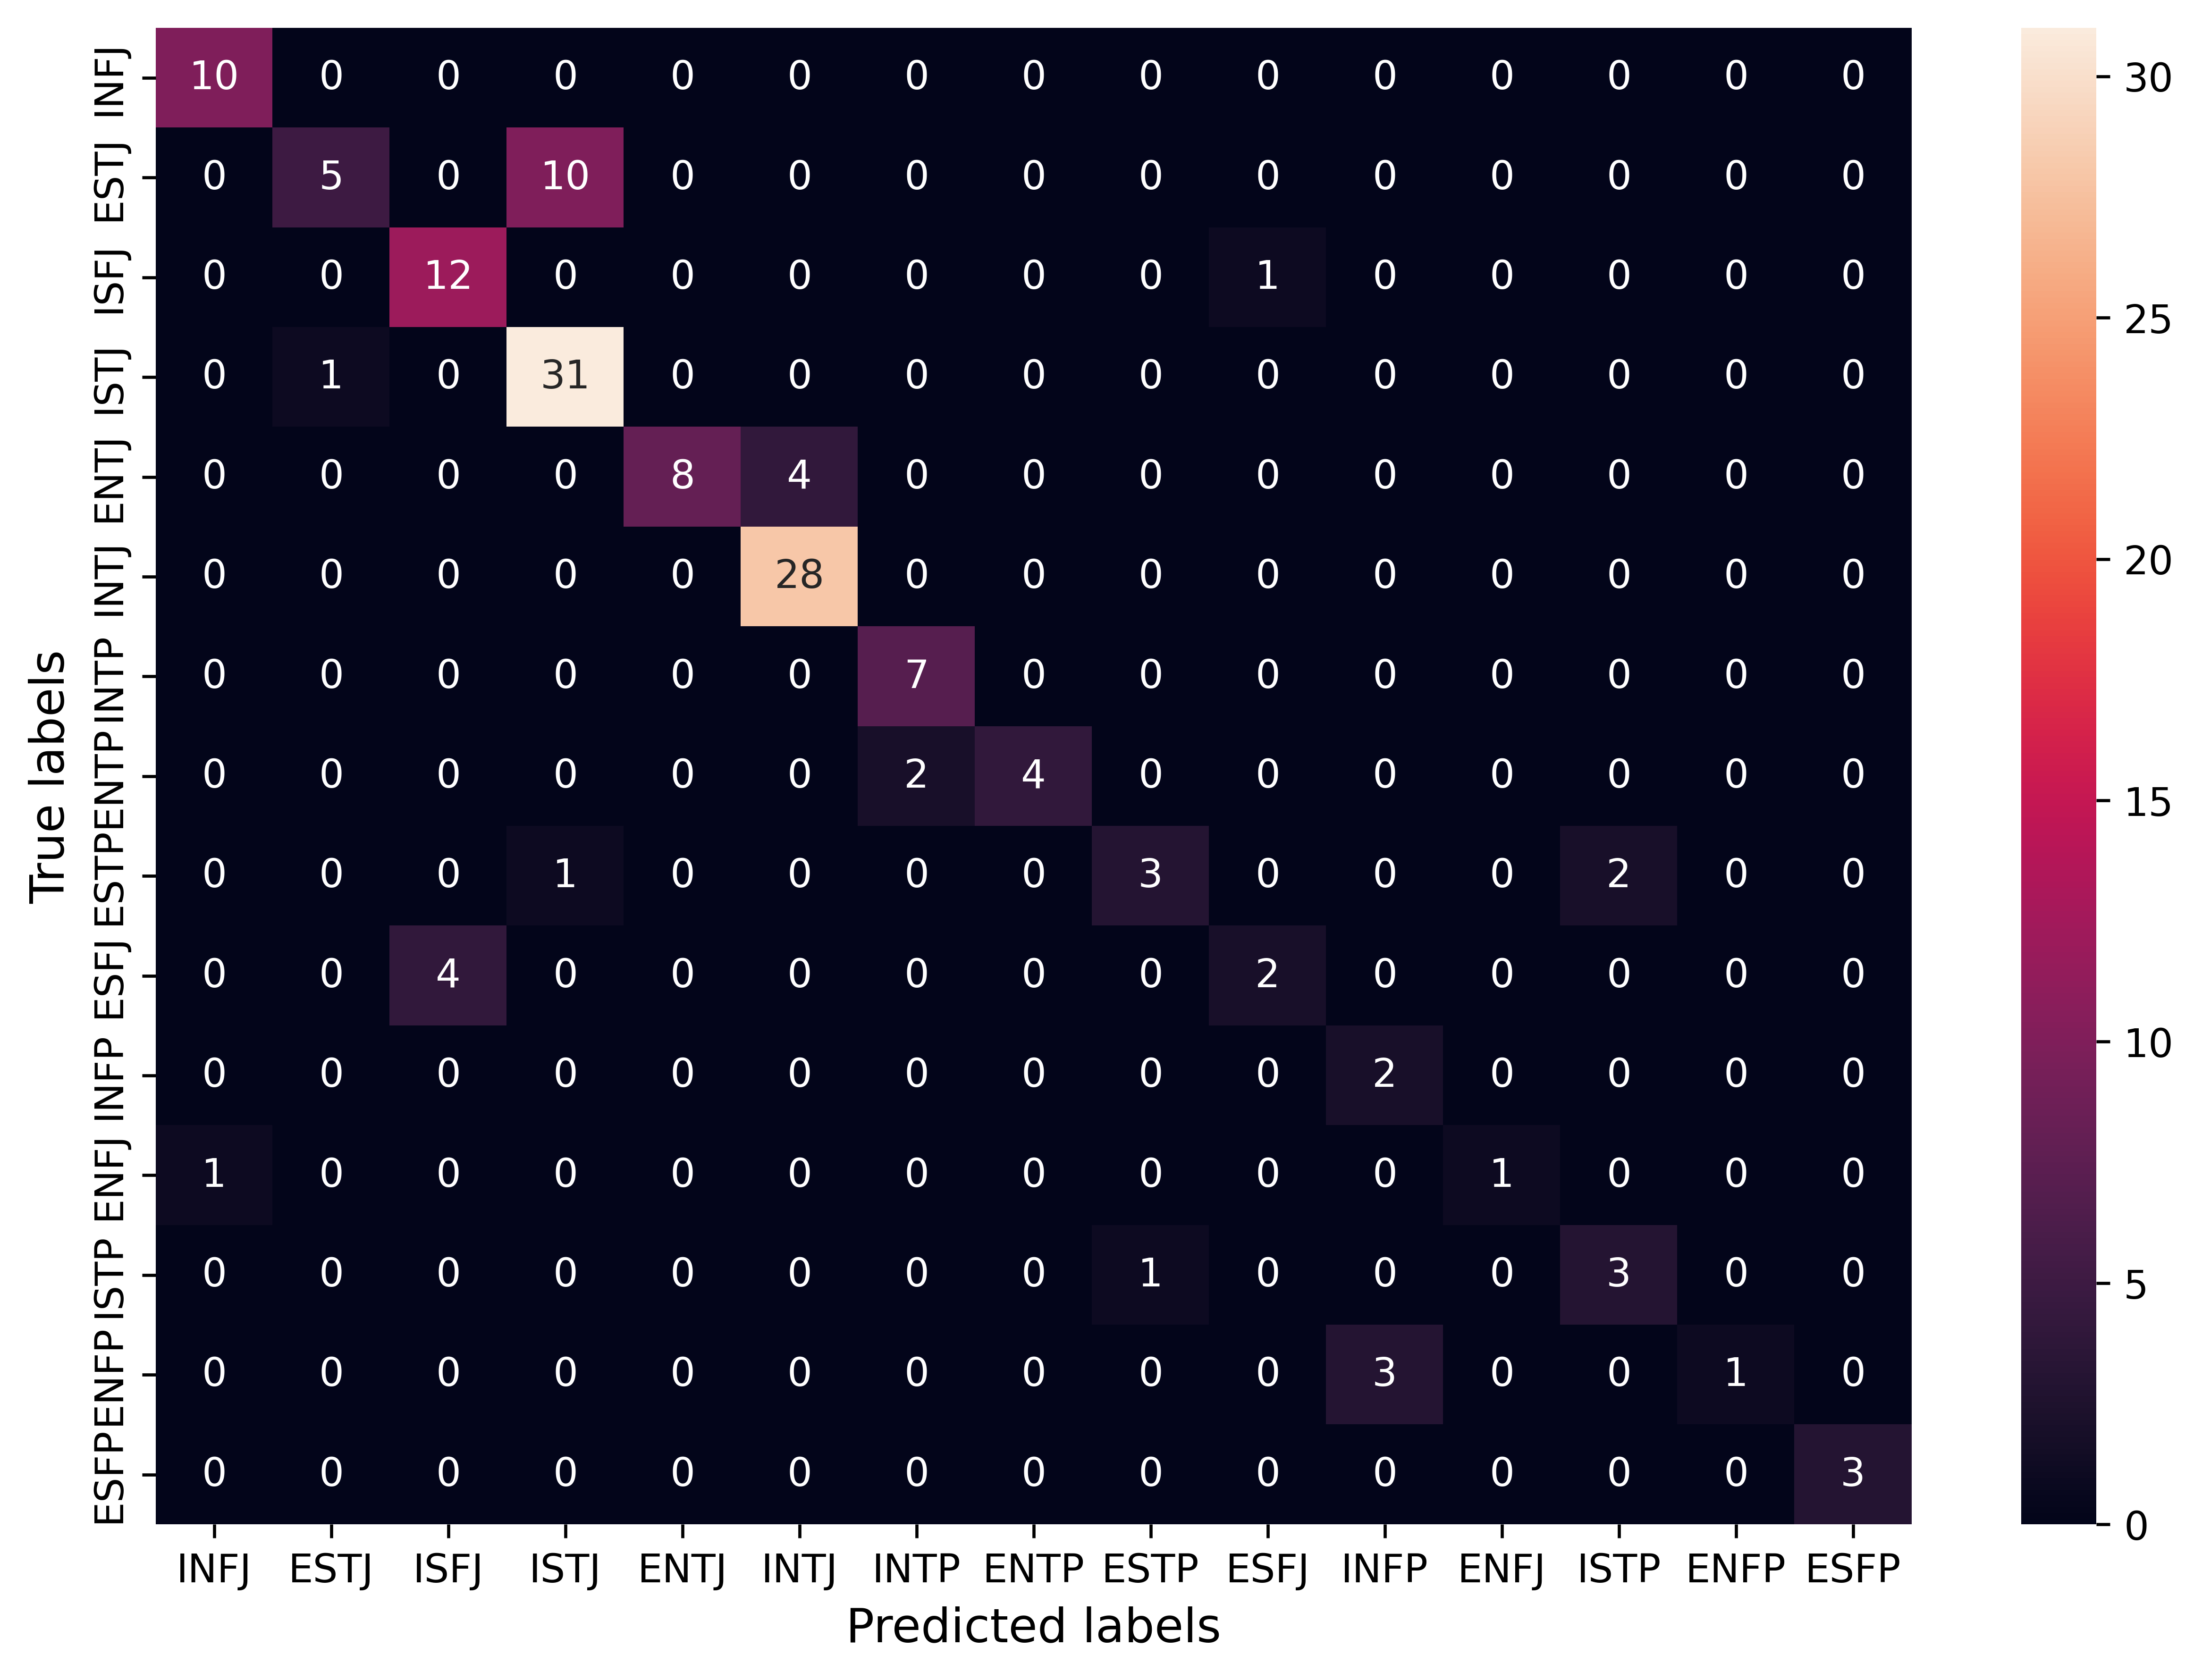 INFJ 10 0 0 0 0 0 0 0 0 0 0 0 0 0 0
ESTJ 0 5 0 10 0 0 0 0 0 0 0 0 0 0 0
ISFJ 0 0 12 0 0 0 0 0 0 1 0 0 0 0 0
ISTJ 0 1 0 31 0 0 0 0 0 0 0 0 0 0 0
ENTJ 0 0 0 0 8 4 0 0 0 0 0 0 0 0 0
INTJ 0 0 0 0 0 28 0 0 0 0 0 0 0 0 0
INTP 0 0 0 0 0 0 7 0 0 0 0 0 0 0 0
ENTP 0 0 0 0 0 0 2 4 0 0 0 0 0 0 0
ESTP 0 0 0 1 0 0 0 0 3 0 0 0 2 0 0
ESFJ 0 0 4 0 0 0 0 0 0 2 0 0 0 0 0
INFP 0 0 0 0 0 0 0 0 0 0 2 0 0 0 0
ENFJ 1 0 0 0 0 0 0 0 0 0 0 1 0 0 0
ISTP 0 0 0 0 0 0 0 0 1 0 0 0 3 0 0
ENFP 0 0 0 0 0 0 0 0 0 0 3 0 0 1 0
ESFP 0 0 0 0 0 0 0 0 0 0 0 0 0 0 3
INFJ ESTJ ISFJ ISTJ ENTJ INTJ INTP ENTP ESTP ESFJ INFP ENFJ ISTP ENFP ESFP
Predicted labels
True labels
30
25
20
15
10
5
0